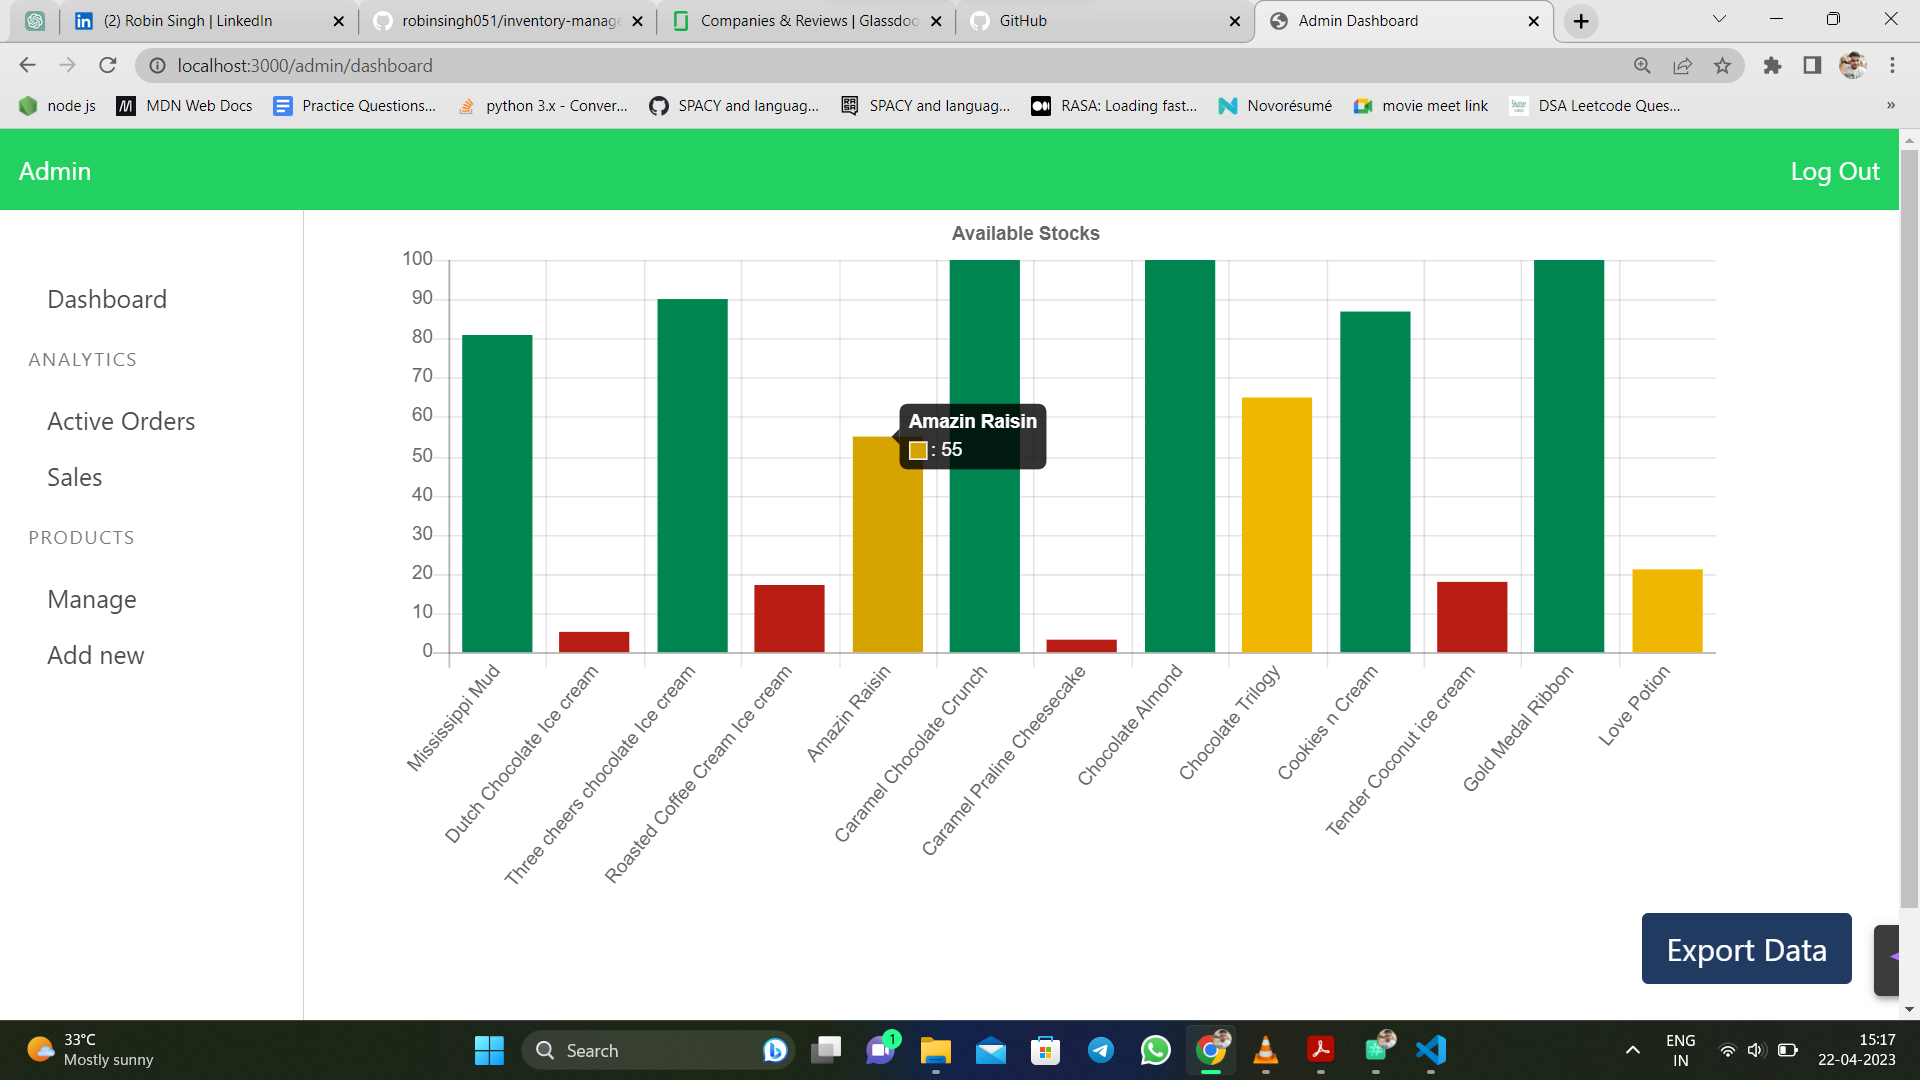 (2) Robin Singh | LinkedIn
robinsingh051/inventory-manage
Companies & Reviews | Glassdoo
GitHub
Admin Dashboard
localhost:3000/admin/dashboard
node js
MDN Web Docs
Practice Questions...
python 3.x - Conver...
SPACY and languag...
SPACY and languag...
RASA: Loading fast...
Novorésumé
movie meet link
DSA Leetcode Ques...
»
Admin
Log Out
Dashboard
ANALYTICS
Active Orders
Sales
PRODUCTS
Manage
Add new
Available Stocks
100
90
80
70
60
50
40
30
20
10
0
Amazin Raisin
: 55
Mississippi Mud
Dutch Chocolate Ice cream
Three cheers chocolate Ice cream
Roasted Coffee Cream Ice cream
Amazin Raisin
Caramel Chocolate Crunch
Caramel Praline Cheesecake
Chocolate Almond
Chocolate Trilogy
Cookies n Cream
Tender Coconut ice cream
Gold Medal Ribbon
Love Potion
Export Data
33°C
Mostly sunny
Search
1
ENG
IN
15:17
22-04-2023